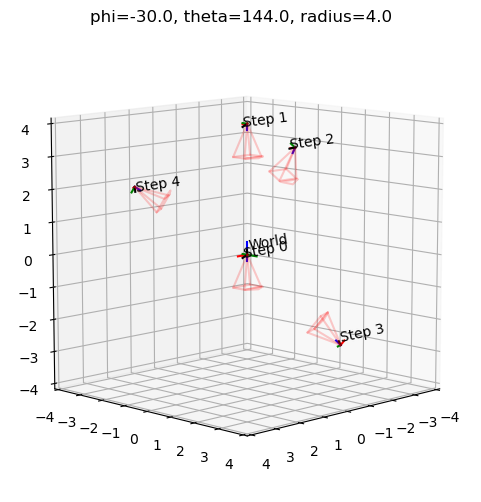 phi=-30.0, theta=144.0, radius=4.0
Step 1
Step 2
Step 4
World
Step 0
Step 3
4
3
2
1
0
−1
−2
−3
−4
−4 −3 −2 −1 0 1 2 3 4
4 3 2 1 0 −1 −2 −3 −4